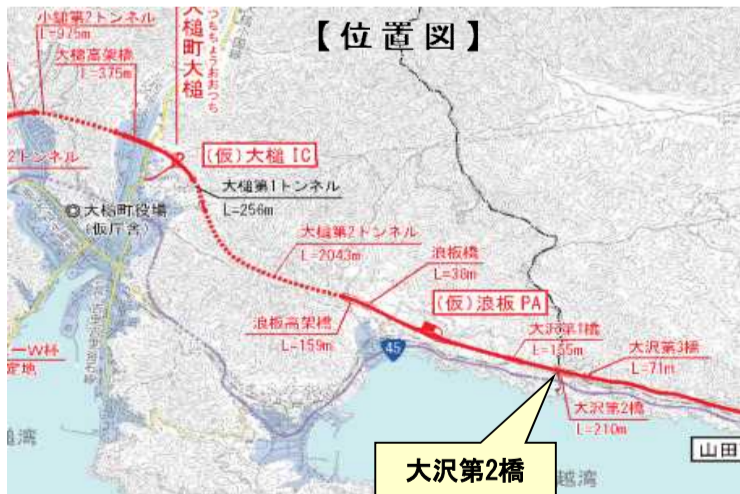 【位置図】
小鎚第2トンネル
L=975m
大槌高架橋
L=375m
つちちょうおおつち
大槌町大槌
2トンネル
(仮)大槌IC
大槌第1トンネル
L=256m
◎大槌町役場
(仮庁舎)
大槌第2トンネル
L=2043m
浪板橋
L=38m
(仮)浪板PA
浪板高架橋
L=159m
45
大沢第1橋
L=155m
大沢第3橋
L=71m
大沢第2橋
L=210m
山田
大沢第2橋
越湾